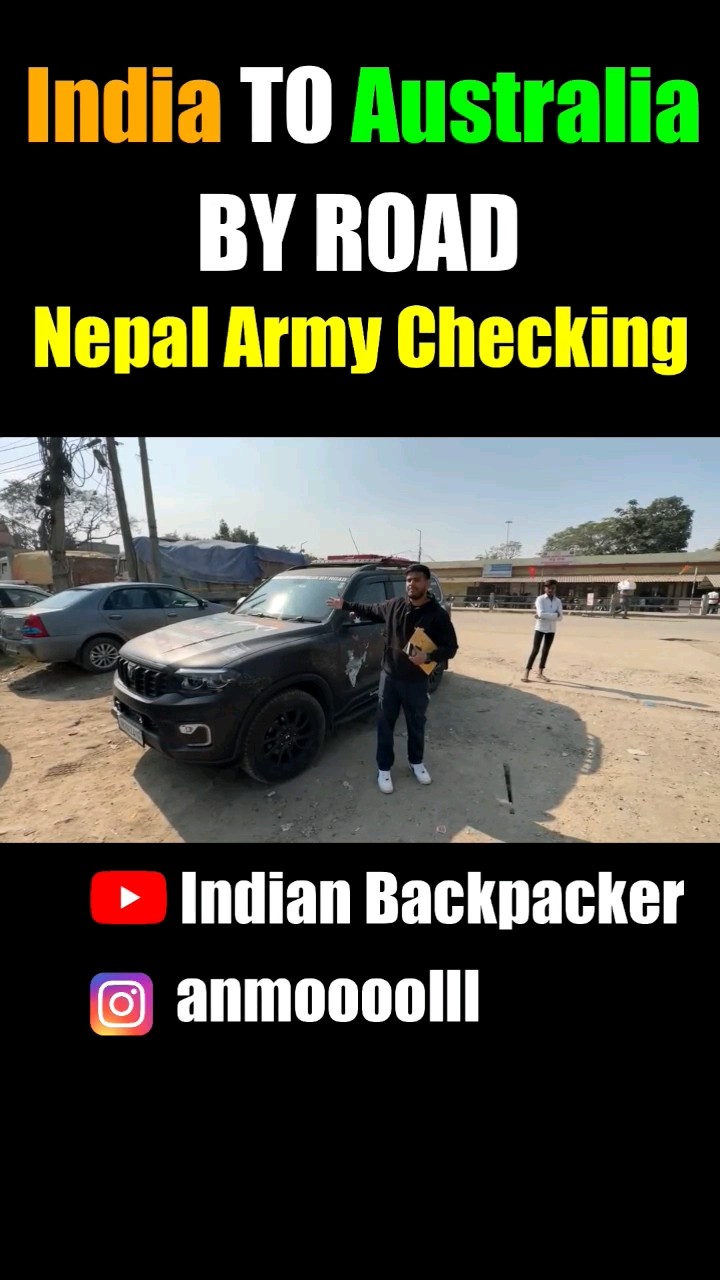 India TO Australia
BY ROAD
Nepal Army Checking
Indian Backpacker
anmoooolll